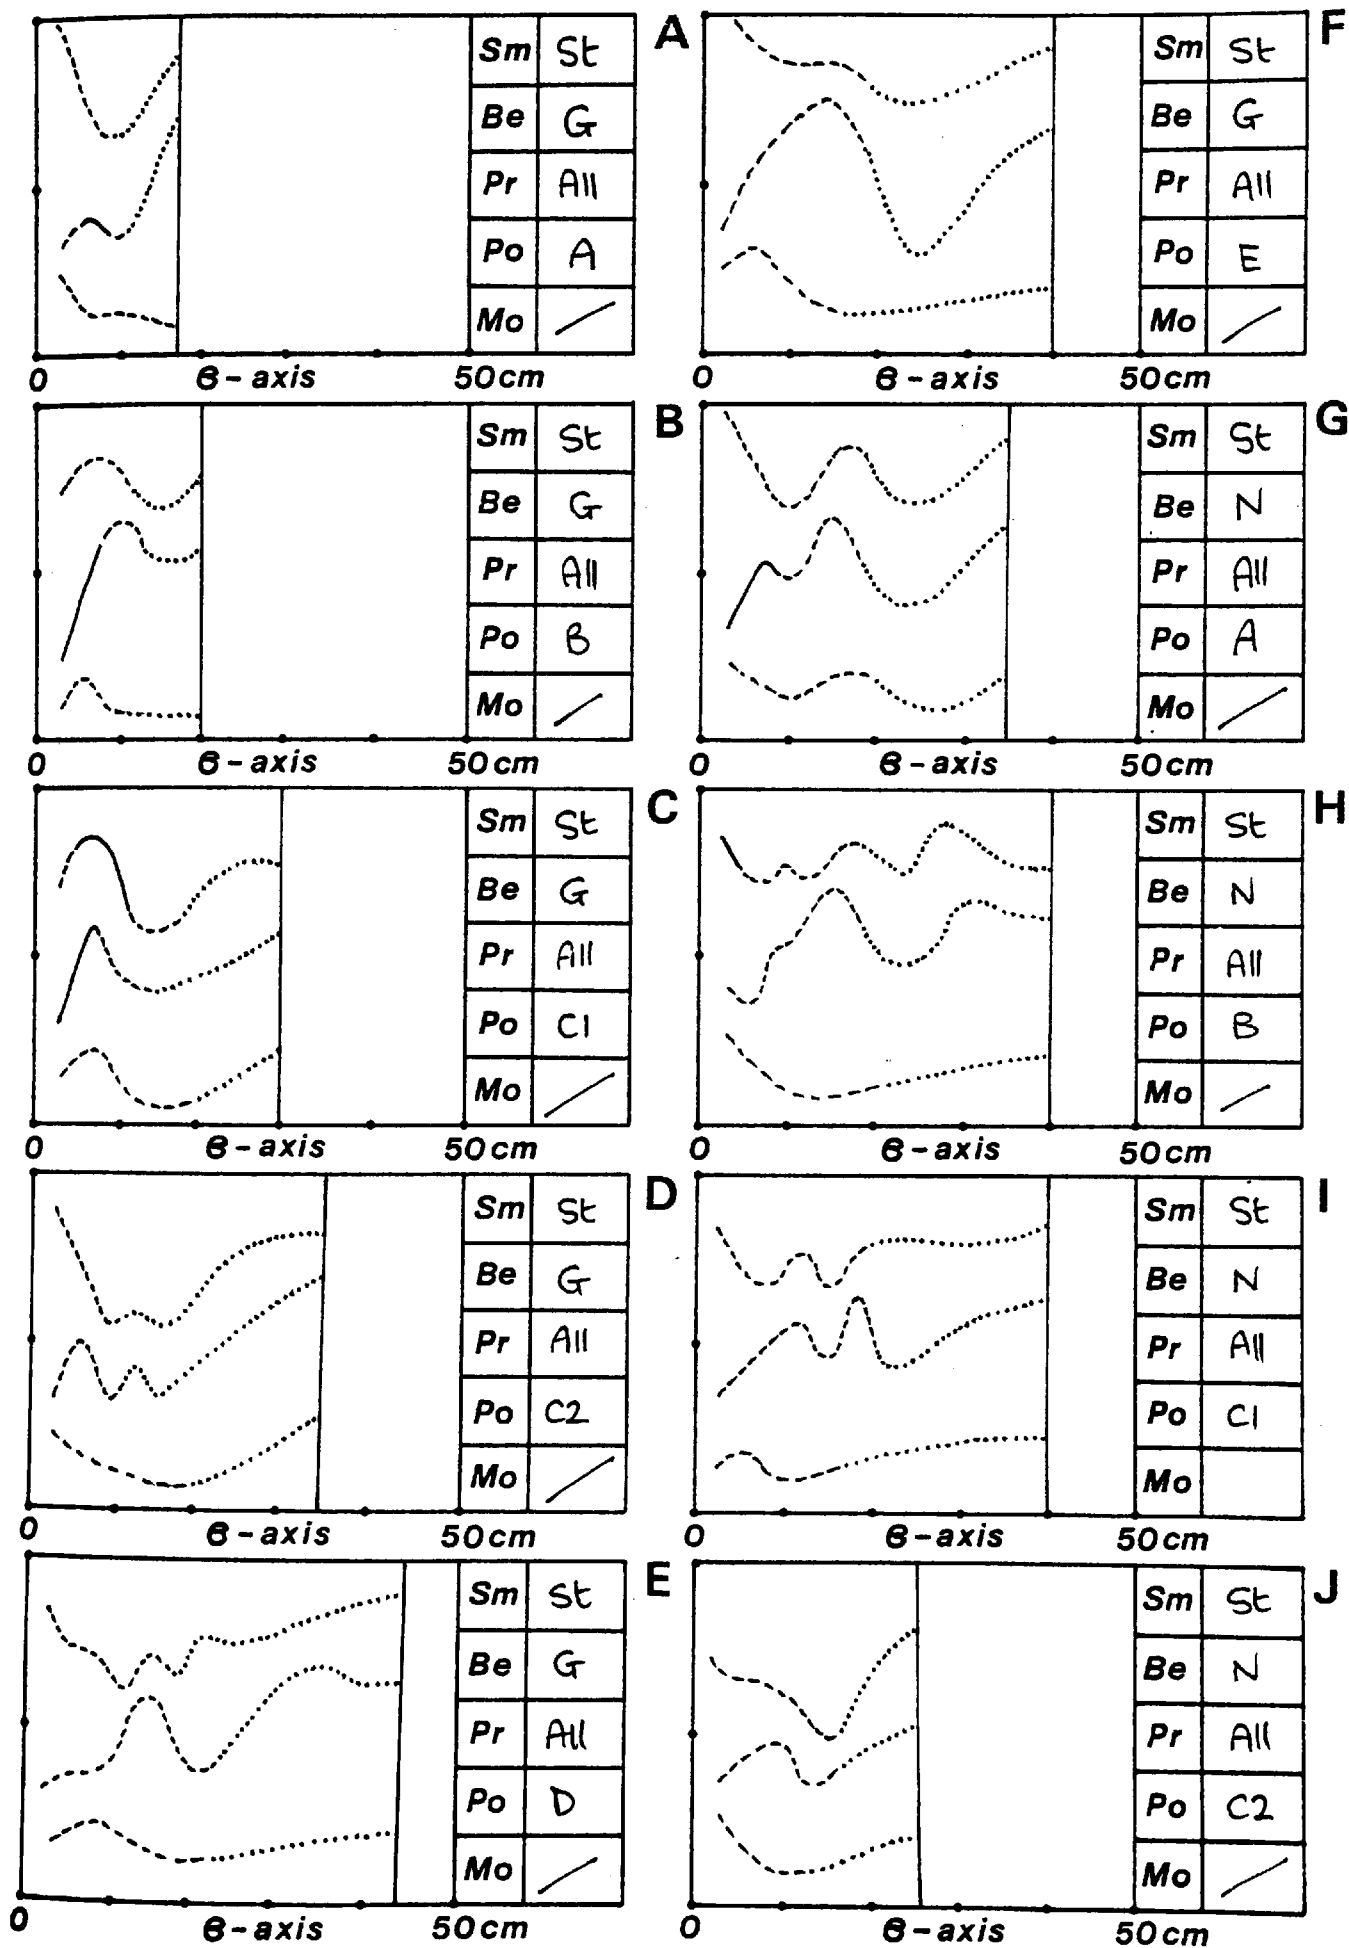 A
Sm St
Be G
Pr All
Po A
Mo /
0 B-axis 50cm
B
Sm St
Be G
Pr All
Po B
Mo /
0 B-axis 50cm
C
Sm St
Be G
Pr All
Po C1
Mo /
0 B-axis 50cm
D
Sm St
Be G
Pr All
Po C2
Mo /
0 B-axis 50cm
E
Sm St
Be G
Pr All
Po D
Mo /
0 B-axis 50cm
F
Sm St
Be G
Pr All
Po E
Mo /
0 B-axis 50cm
G
Sm St
Be N
Pr All
Po A
Mo /
0 B-axis 50cm
H
Sm St
Be N
Pr All
Po B
Mo /
0 B-axis 50cm
I
Sm St
Be N
Pr All
Po C1
Mo
0 B-axis 50cm
J
Sm St
Be N
Pr All
Po C2
Mo /
0 B-axis 50cm